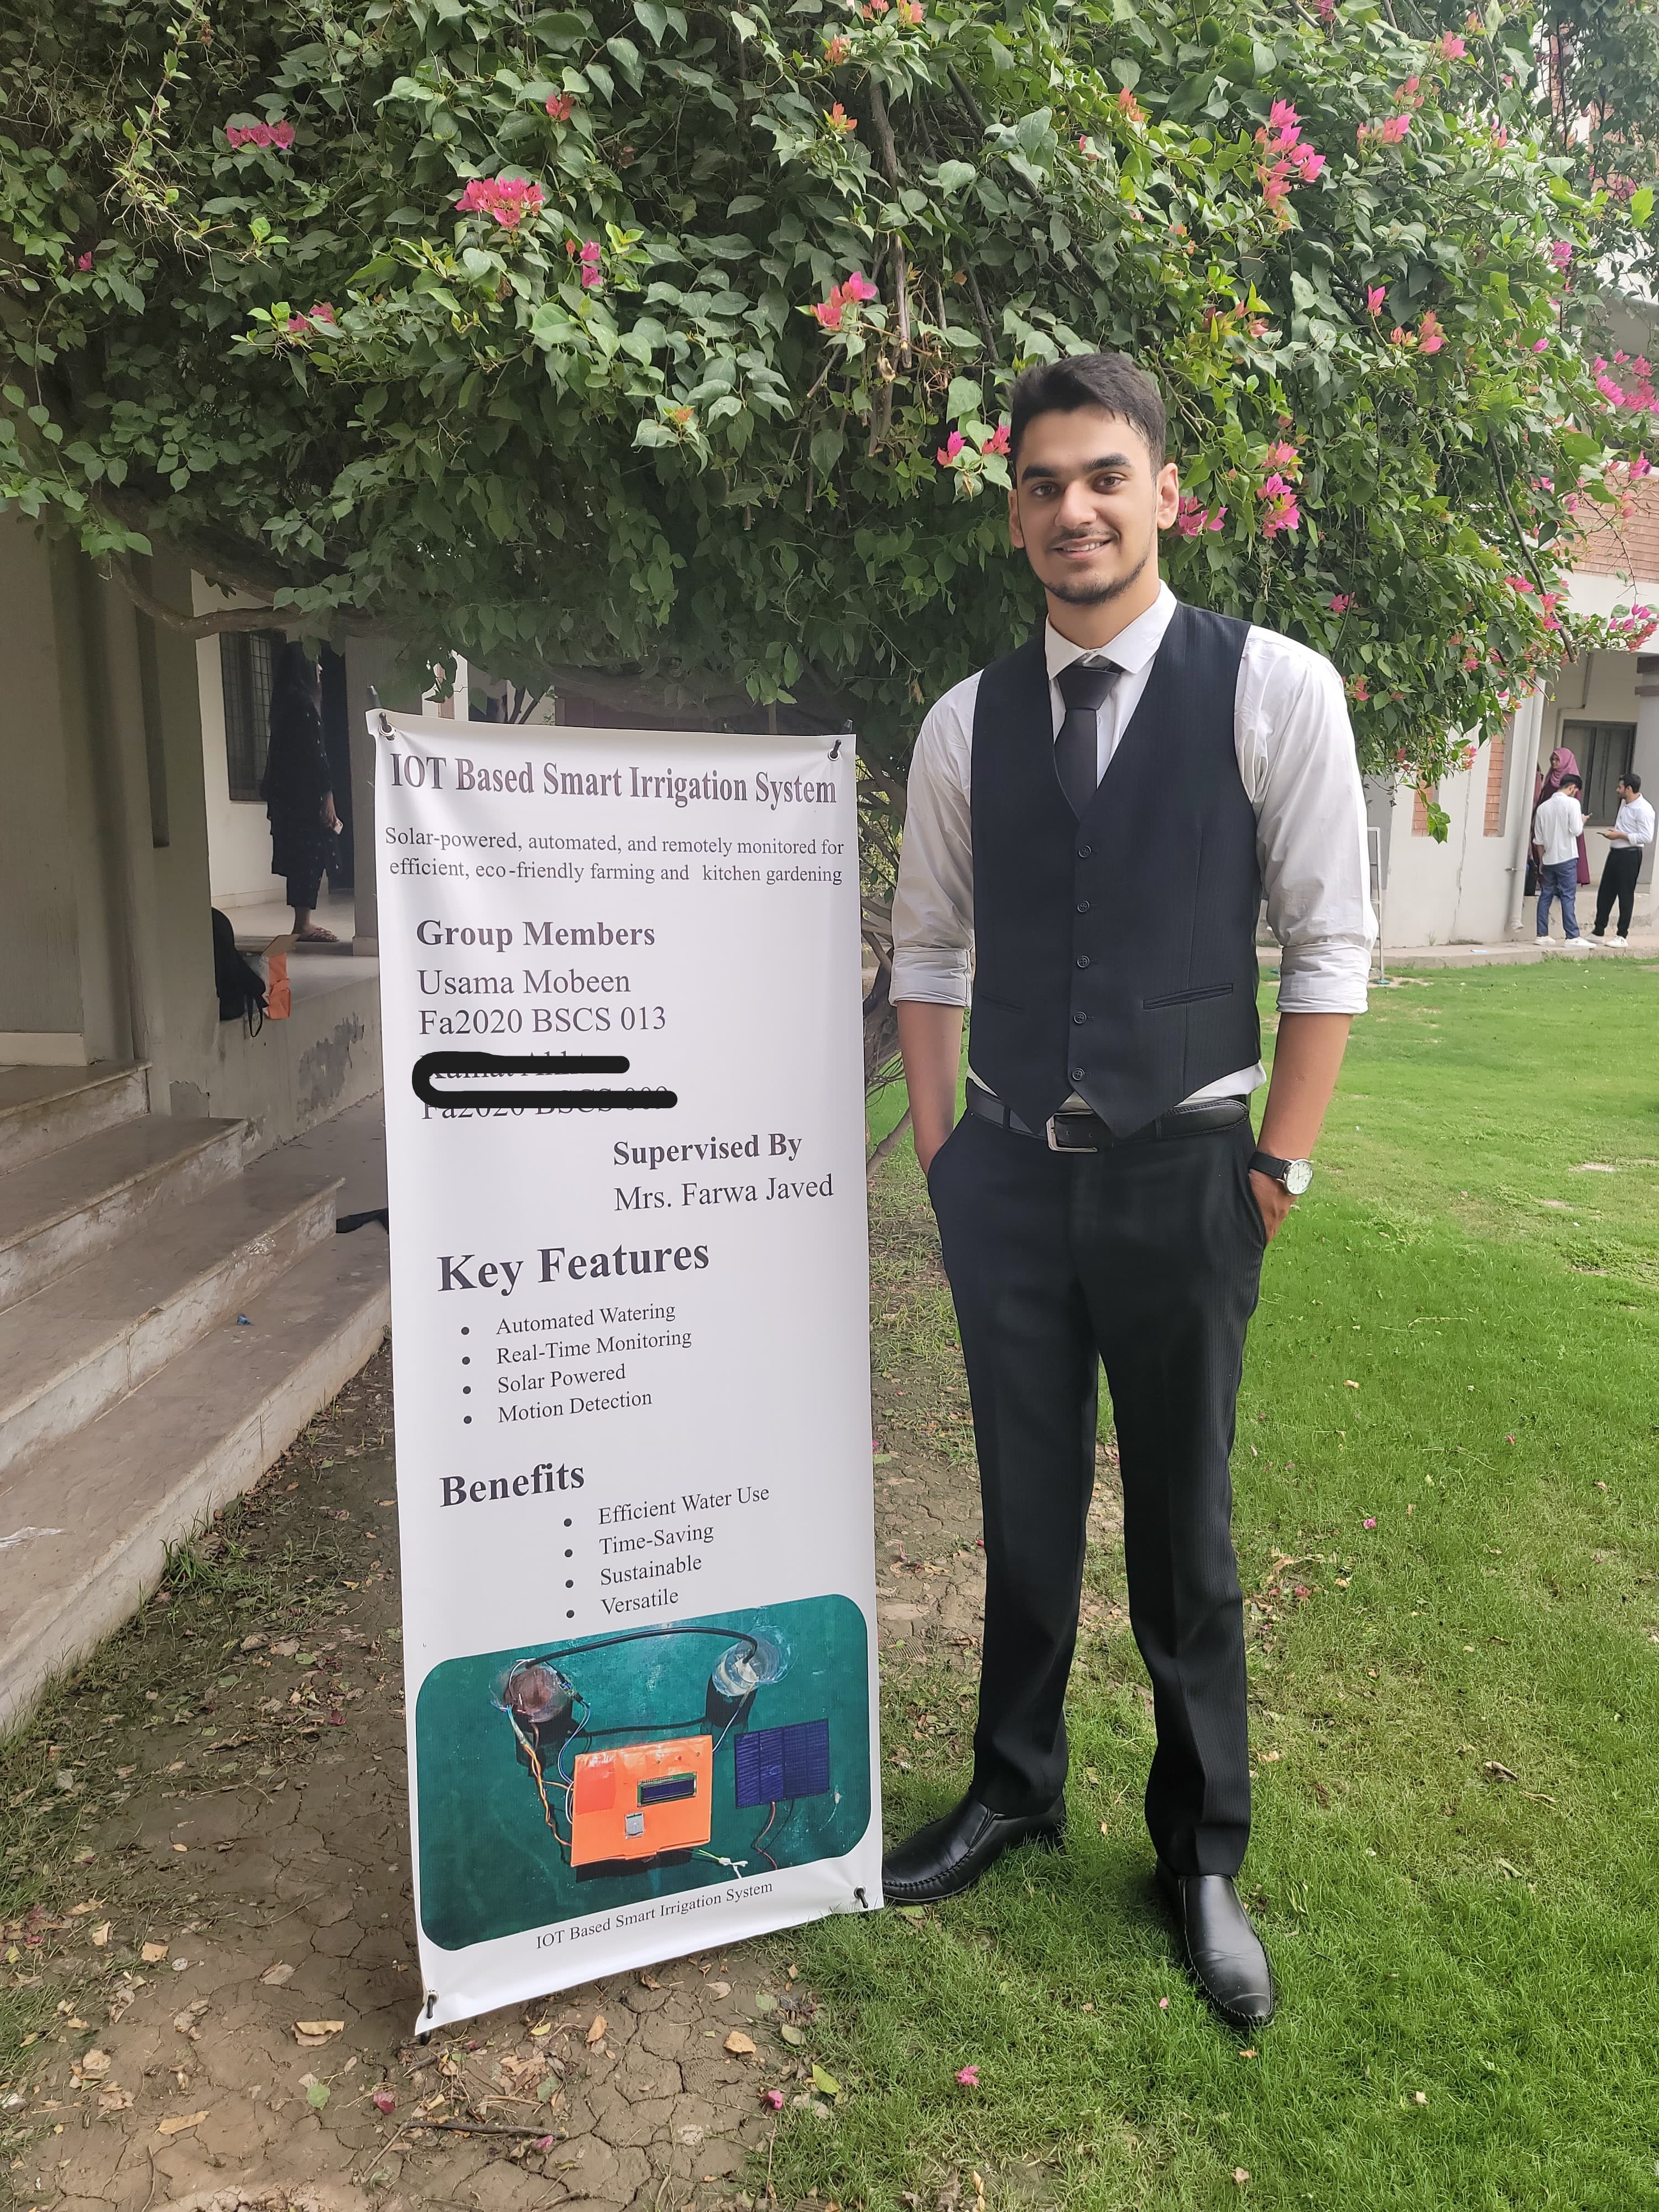 IOT Based Smart Irrigation System
Solar-powered, automated, and remotely monitored for
efficient, eco-friendly farming and kitchen gardening
Group Members
Usama Mobeen
Fa2020 BSCS 013
Fa2020 BSCS
Supervised By
Mrs. Farwa Javed
Key Features
• Automated Watering
• Real-Time Monitoring
• Solar Powered
• Motion Detection
Benefits
• Efficient Water Use
• Time-Saving
• Sustainable
• Versatile
IOT Based Smart Irrigation System